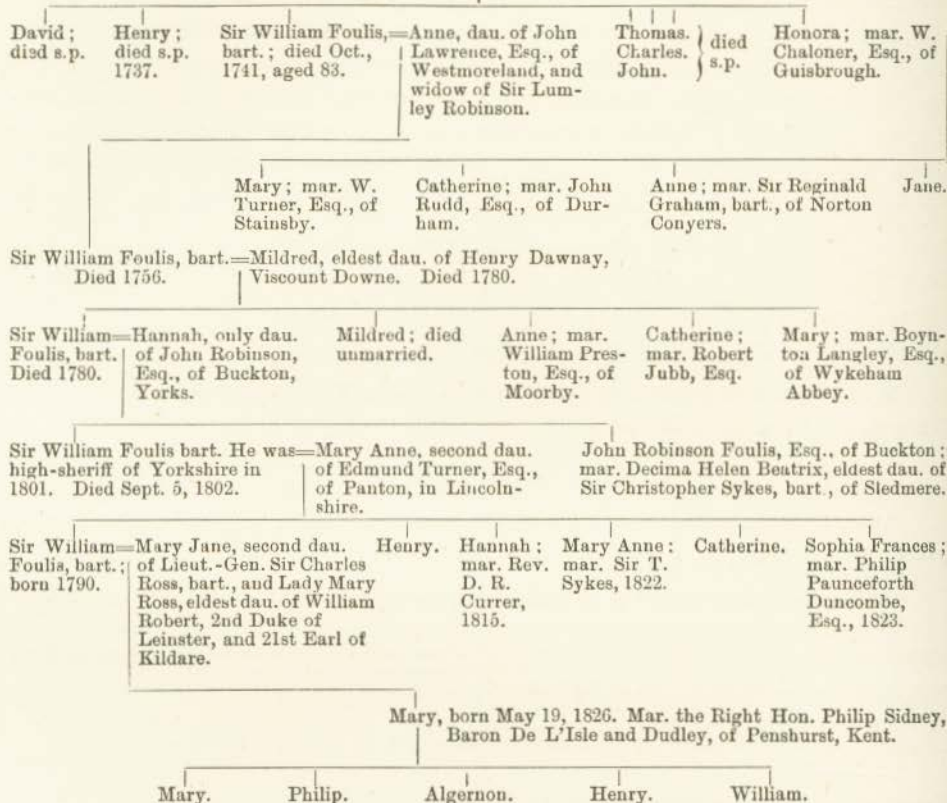 David;
died s.p.
Henry;
died s.p.
1737.
Sir William Foulis,
bart.; died Oct.,
1741, aged 83.
=Anne, dau. of John
Lawrence, Esq., of
Westmoreland, and
widow of Sir Lum-
ley Robinson.
Thomas.
Charles.
John.
} died
s.p.
Honora; mar. W.
Chaloner, Esq., of
Guisbrough.
Mary; mar. W.
Turner, Esq., of
Stainsby.
Catherine; mar. John
Rudd, Esq., of Dur-
ham.
Anne; mar. Sir Reginald
Graham, bart., of Norton
Conyers.
Jane.
Sir William Foulis, bart.
Died 1756.
=Mildred, eldest dau. of Henry Dawnay,
Viscount Downe. Died 1780.
Sir William
Foulis, bart.
Died 1780.
=Hannah, only dau.
of John Robinson,
Esq., of Buckton,
Yorks.
Mildred; died
unmarried.
Anne; mar.
William Pres-
ton, Esq., of
Moorby.
Catherine;
mar. Robert
Jubb, Esq.
Mary; mar. Boyn-
ton Langley, Esq.,
of Wykeham
Abbey.
Sir William Foulis bart. He was
high-sheriff of Yorkshire in
1801. Died Sept. 5, 1802.
=Mary Anne, second dau.
of Edmund Turner, Esq.,
of Panton, in Lincoln-
shire.
John Robinson Foulis, Esq., of Buckton;
mar. Decima Helen Beatrix, eldest dau. of
Sir Christopher Sykes, bart., of Sledmere.
Sir William
Foulis, bart.;
born 1790.
=Mary Jane, second dau.
of Lieut.-Gen. Sir Charles
Ross, bart., and Lady Mary
Ross, eldest dau. of William
Robert, 2nd Duke of
Leinster, and 21st Earl of
Kildare.
Henry.
Hannah;
mar. Rev.
D. R.
Currer,
1815.
Mary Anne;
mar. Sir T.
Sykes, 1822.
Catherine.
Sophia Frances;
mar. Philip
Paunceforth
Duncombe,
Esq., 1823.
Mary, born May 19, 1826. Mar. the Right Hon. Philip Sidney,
Baron De L'Isle and Dudley, of Penshurst, Kent.
Mary.
Philip.
Algernon.
Henry.
William.